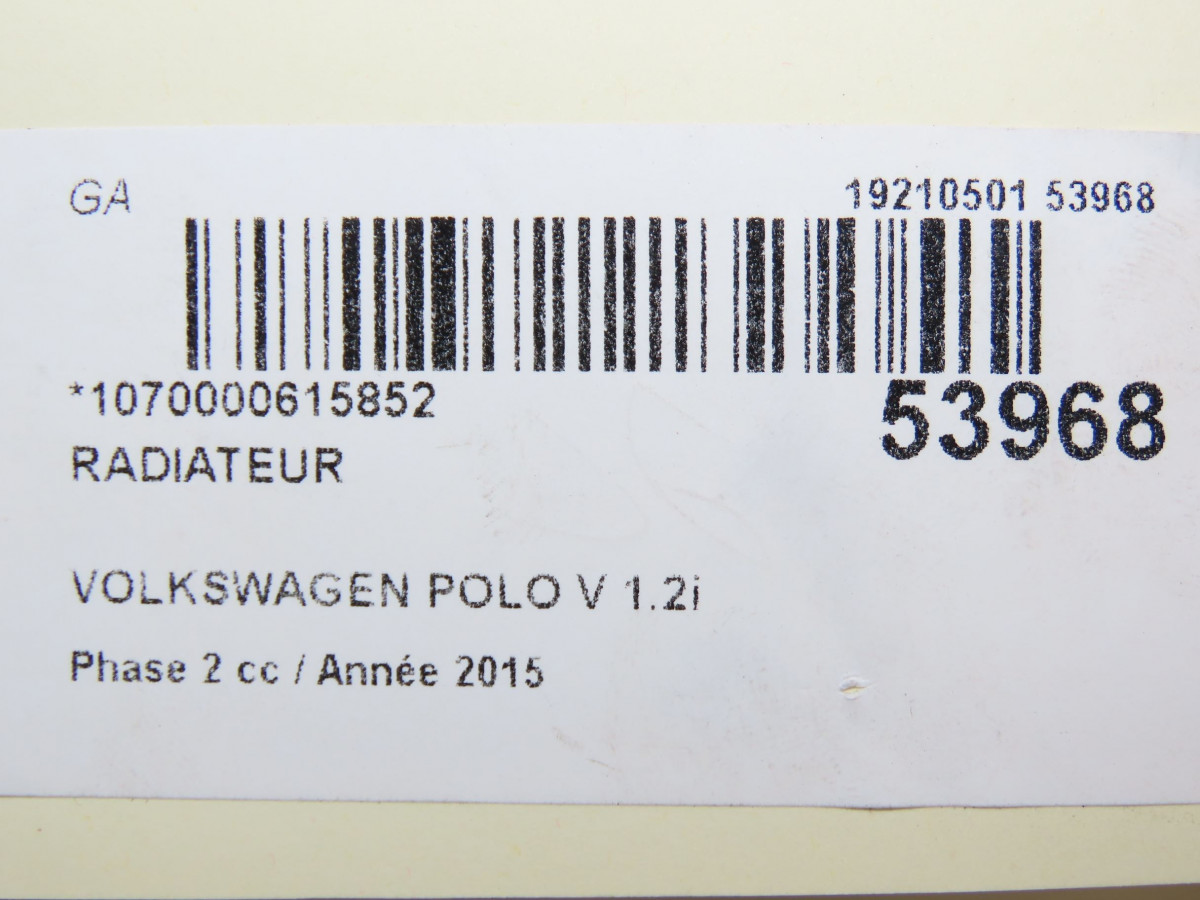 GA
19210501 53968
*1070000615852
53968
RADIATEUR
VOLKSWAGEN POLO V 1.2i
Phase 2 cc / Année 2015